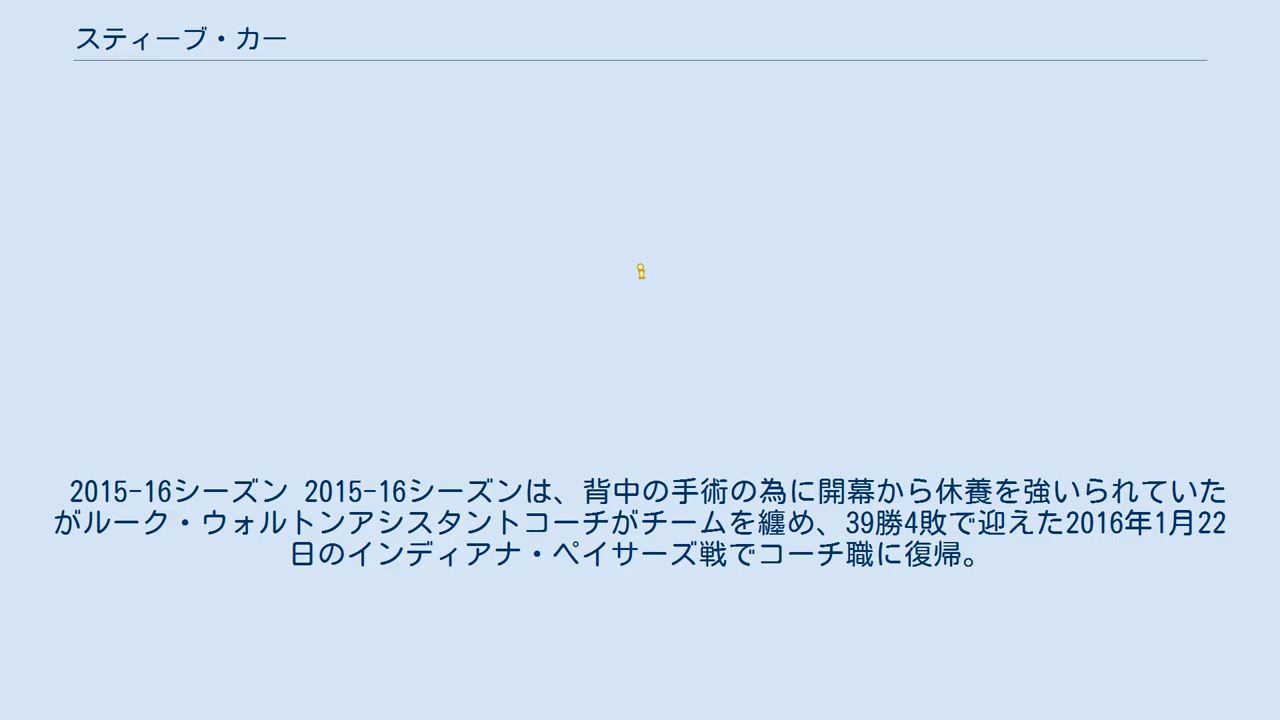 スティーブ・カー
2015-16シーズン 2015-16シーズンは、背中の手術の為に開幕から休養を強いられていた
がルーク・ウォルトンアシスタントコーチがチームを纏め、39勝4敗で迎えた2016年1月22
日のインディアナ・ペイサーズ戦でコーチ職に復帰。